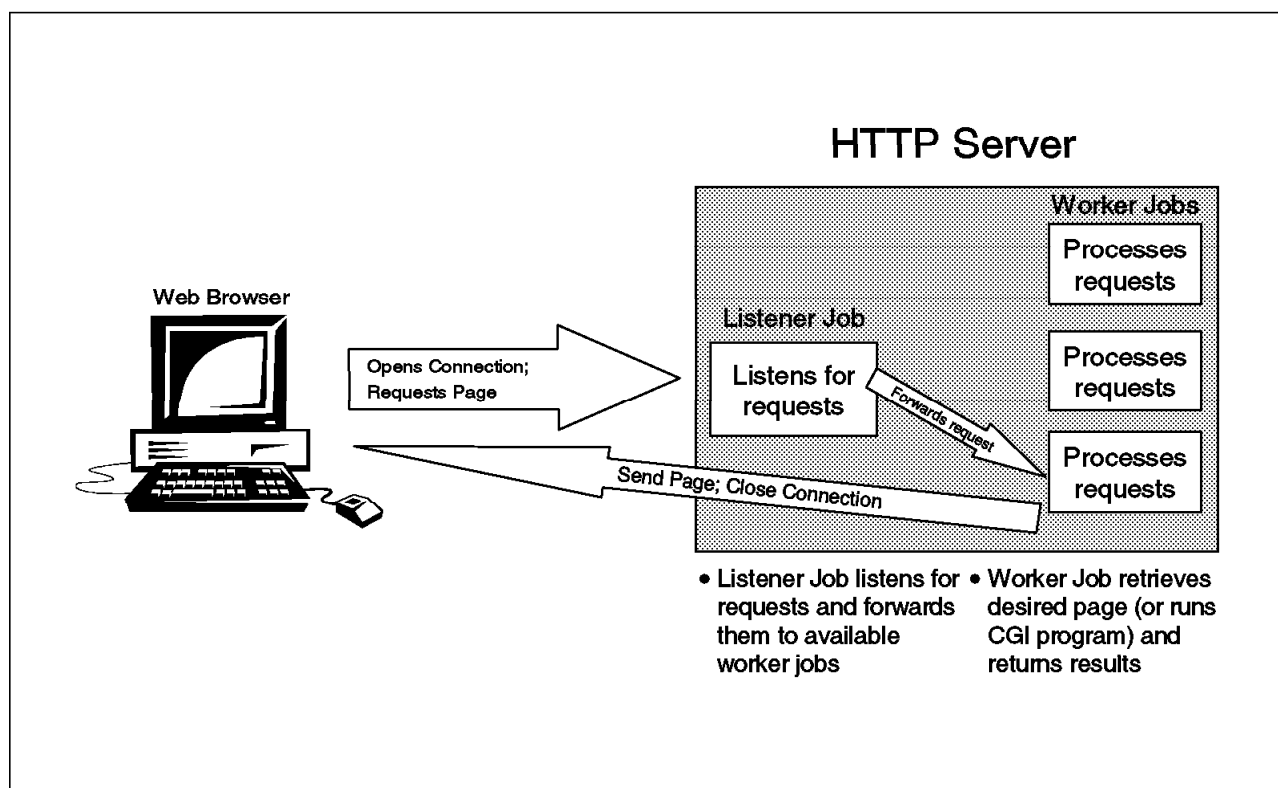 HTTP Server
Worker Jobs
Processes
requests
Web Browser
Listener Job
Opens Connection;
Requests Page
Listens for
requests
Forwards request
Processes
requests
Processes
requests
Send Page; Close Connection
• Listener Job listens for
requests and forwards
them to available
worker jobs
• Worker Job retrieves
desired page (or runs
CGI program) and
returns results